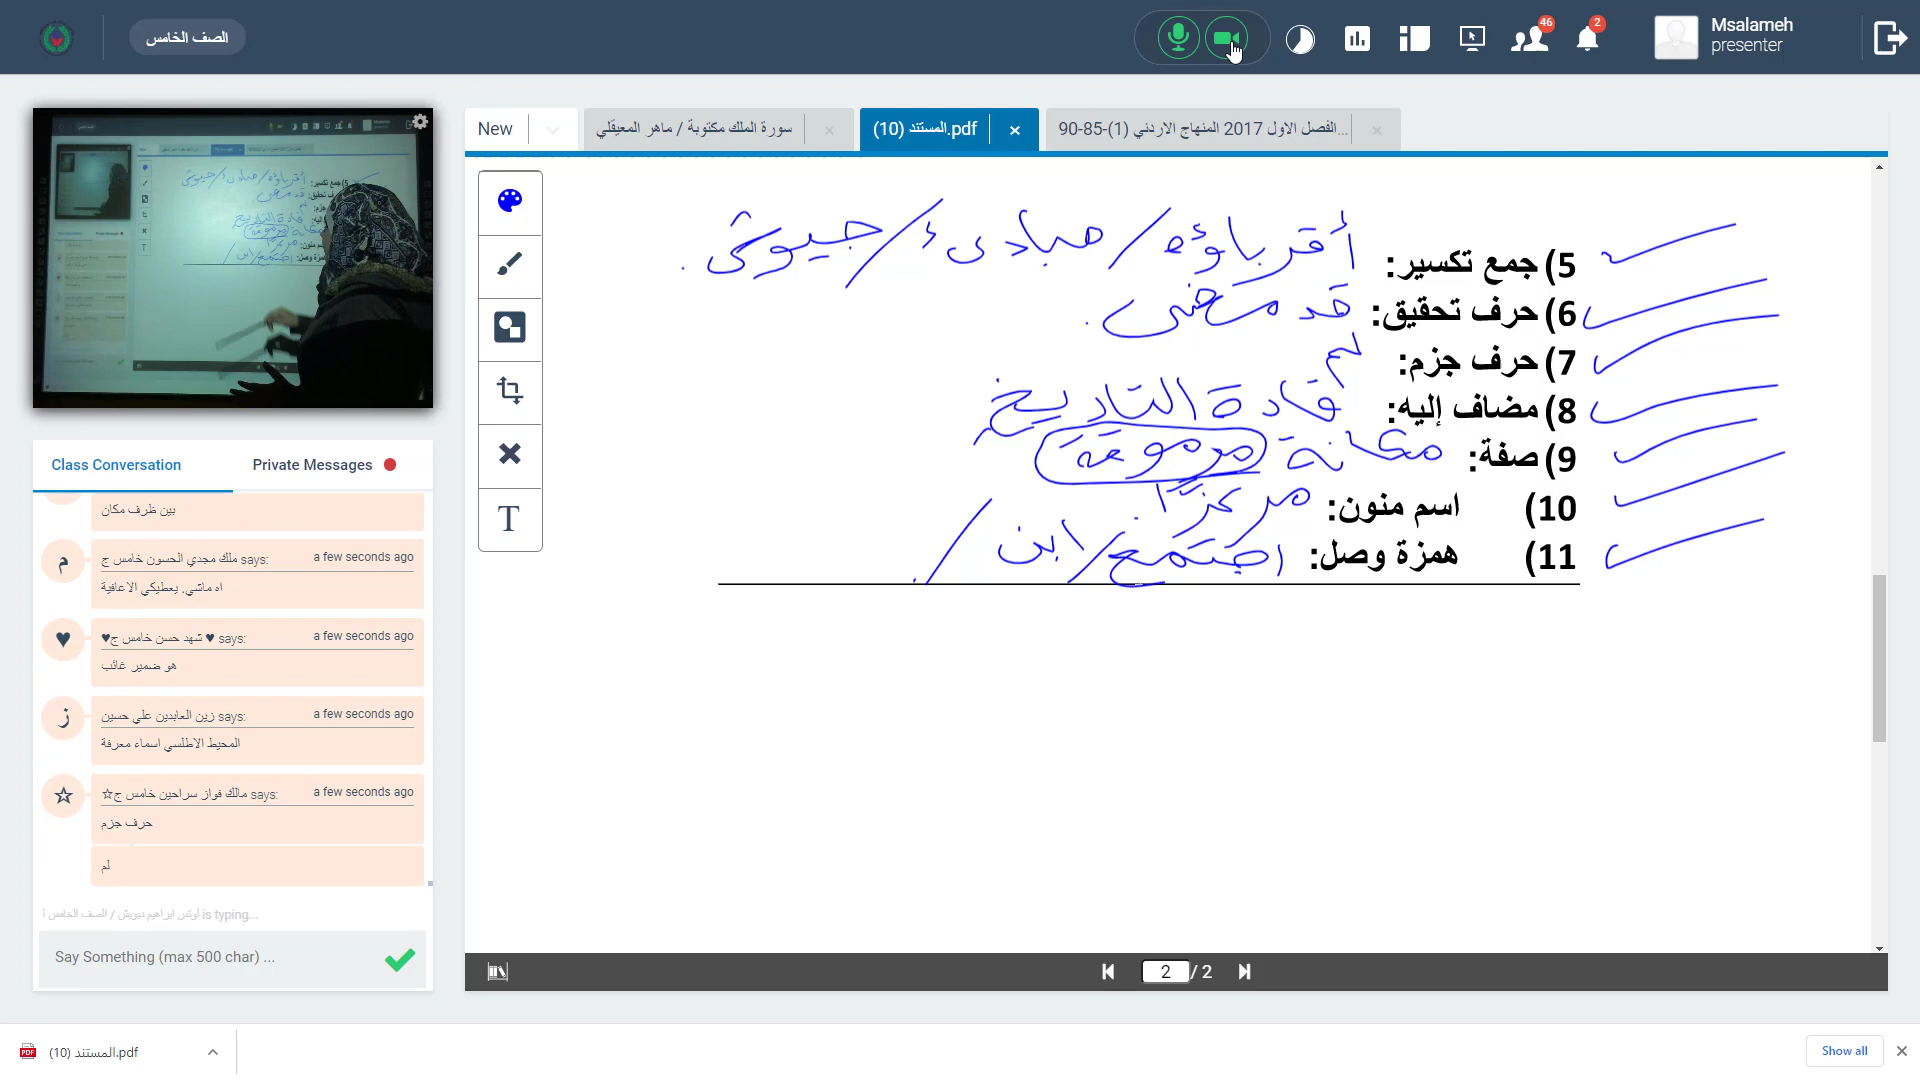 الصف الخامس
46
2
Msalameh
presenter
New
سورة الملك مكتوبة / ماهر المعيقلي
المستند (10).pdf
...الفصل الاول 2017 المنهاج الاردني (1)-85-90
5) جمع تكسير: أقرباؤه/مبادئ/جيوش.
6) حرف تحقيق: قد مضى.
7) حرف جزم: لم
8) مضاف إليه: قادة التاريخ
9) صفة: مكانة مرموقة
10) اسم منون: مركزًا.
11) همزة وصل: اجتمع/ابن/.
Class Conversation
Private Messages
بين ظرف مكان
م
ملك مجدي الحسون خامس ج says:
a few seconds ago
اه ماشي. يعطيكي الاعافية
♥ شهد حسن خامس ج♥ says:
a few seconds ago
هو ضمير غائب
ز
زين العابدين علي حسين says:
a few seconds ago
المحيط الاطلسي اسماء معرفة
مالك فواز سراحين خامس ج☆ says:
a few seconds ago
حرف جزم
لم
is typing...
Say Something (max 500 char) ...
T
2 / 2
المستند (10).pdf
Show all